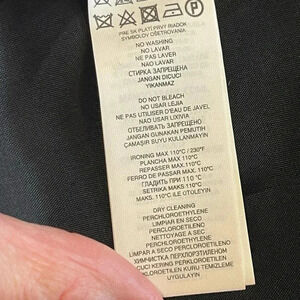 PRE SK PLATÍ PRVÝ RIADOK
SYMBOLOV OŠETROVANIA
NO WASHING
NO LAVAR
NE PAS LAVER
NÃO LAVAR
СТИРКА ЗАПРЕЩЕНА
JANGAN DICUCI
YIKANMAZ
DO NOT BLEACH
NO USAR LEJIA
NE PAS UTILISER D'EAU DE JAVEL
NÃO USAR LIXIVIA
ОТБЕЛИВАТЬ ЗАПРЕЩЕНО
JANGAN GUNAKAN PEMUTIH
ÇAMAŞIR SUYU KULLANMAYIN
IRONING MAX 110°C / 230°F
PLANCHA MAX 110°C
REPASSER MAX. 110°C
FERRO DE PASSAR MAX. 110°C
ГЛАДИТЬ ПРИ 110 °C
SETRIKA MAKS 110°C
MAKS. 110°C İLE ÜTÜLEYİN
DRY CLEANING
PERCHLOROETHYLENE
LIMPIAR EN SECO
PERCLOROETILENO
NETTOYAGE A SEC
PERCHLOROETHYLENE
LIMPAR A SECO PERCLOROETILENO
ХИМЧИСТКА ПЕРХЛОРЭТИЛЕНОМ
CUCI KERING PERKLOROETILEN
PERKLOROETİLEN KURU TEMİZLEME
UYGULAYIN